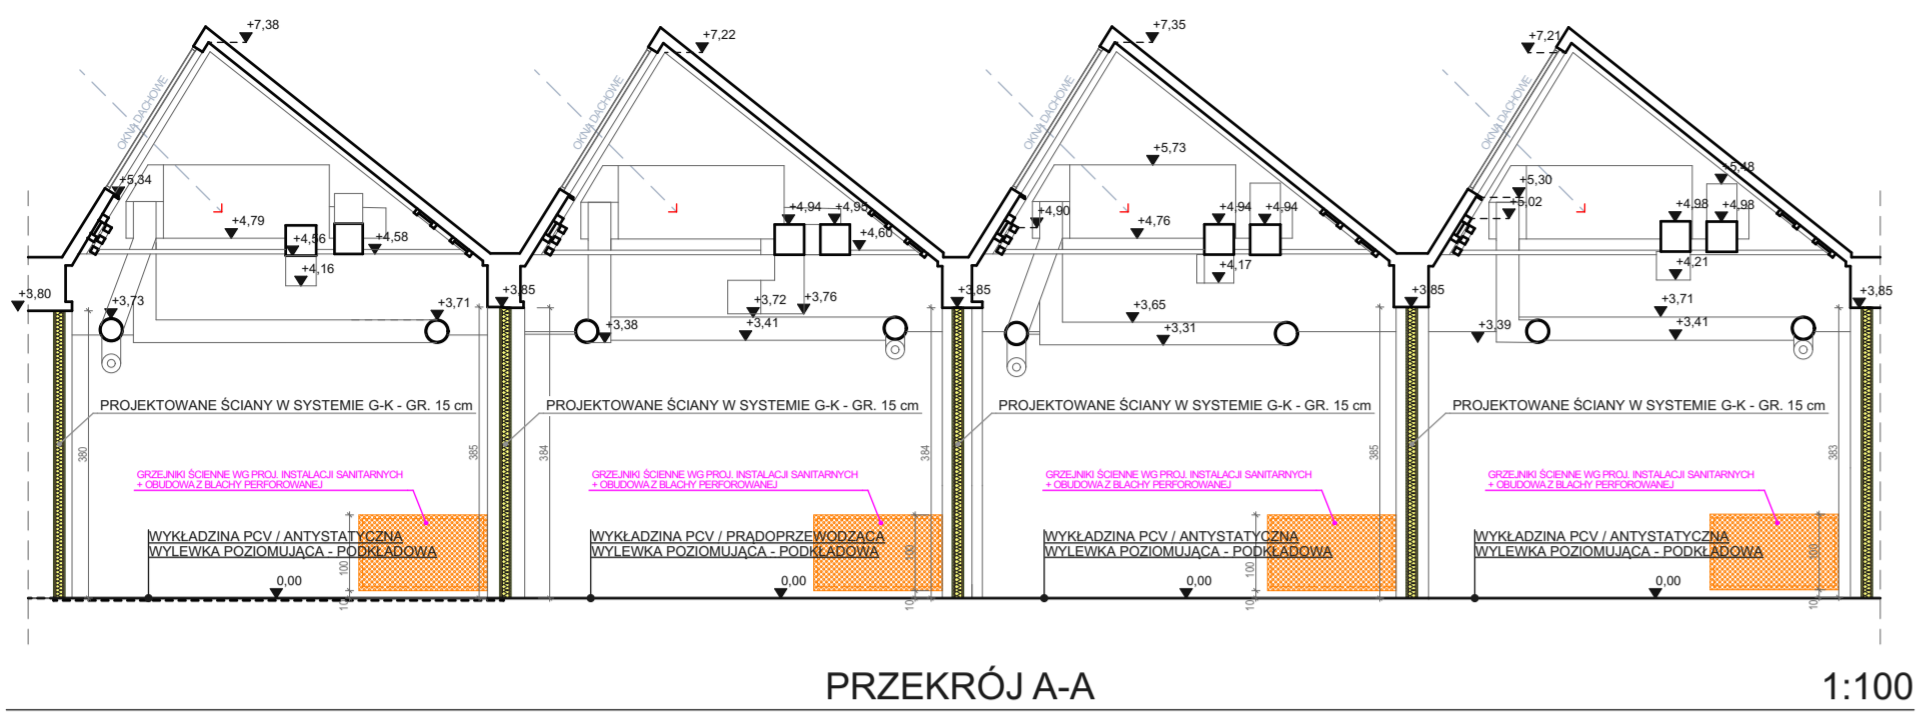 +7,38
+7,22
+7,35
+7,21
OKNA DACHOWE
OKNA DACHOWE
OKNA DACHOWE
OKNA DACHOWE
+5,34
+5,73
+5,30
+5,48
+5,02
+4,79
+4,56
+4,58
+4,16
+4,94
+4,95
+4,60
+4,90
+4,76
+4,94
+4,94
+4,17
+4,98
+4,98
+4,21
+3,80
+3,73
+3,71
+3,85
+3,38
+3,72
+3,76
+3,41
+3,85
+3,65
+3,31
+3,85
+3,39
+3,71
+3,41
+3,85
PROJEKTOWANE ŚCIANY W SYSTEMIE G-K - GR. 15 cm
PROJEKTOWANE ŚCIANY W SYSTEMIE G-K - GR. 15 cm
PROJEKTOWANE ŚCIANY W SYSTEMIE G-K - GR. 15 cm
PROJEKTOWANE ŚCIANY W SYSTEMIE G-K - GR. 15 cm
380
385
384
384
385
383
GRZEJNIKI ŚCIENNE WG PROJ. INSTALACJI SANITARNYCH
+ OBUDOWA Z BLACHY PERFOROWANEJ
GRZEJNIKI ŚCIENNE WG PROJ. INSTALACJI SANITARNYCH
+ OBUDOWA Z BLACHY PERFOROWANEJ
GRZEJNIKI ŚCIENNE WG PROJ. INSTALACJI SANITARNYCH
+ OBUDOWA Z BLACHY PERFOROWANEJ
GRZEJNIKI ŚCIENNE WG PROJ. INSTALACJI SANITARNYCH
+ OBUDOWA Z BLACHY PERFOROWANEJ
WYKŁADZINA PCV / ANTYSTATYCZNA
WYLEWKA POZIOMUJĄCA - PODKŁADOWA
WYKŁADZINA PCV / PRĄDOPRZEWODZĄCA
WYLEWKA POZIOMUJĄCA - PODKŁADOWA
WYKŁADZINA PCV / ANTYSTATYCZNA
WYLEWKA POZIOMUJĄCA - PODKŁADOWA
WYKŁADZINA PCV / ANTYSTATYCZNA
WYLEWKA POZIOMUJĄCA - PODKŁADOWA
100
100
100
100
0,00
0,00
0,00
0,00
10
10
10
10
PRZEKRÓJ A-A
1:100